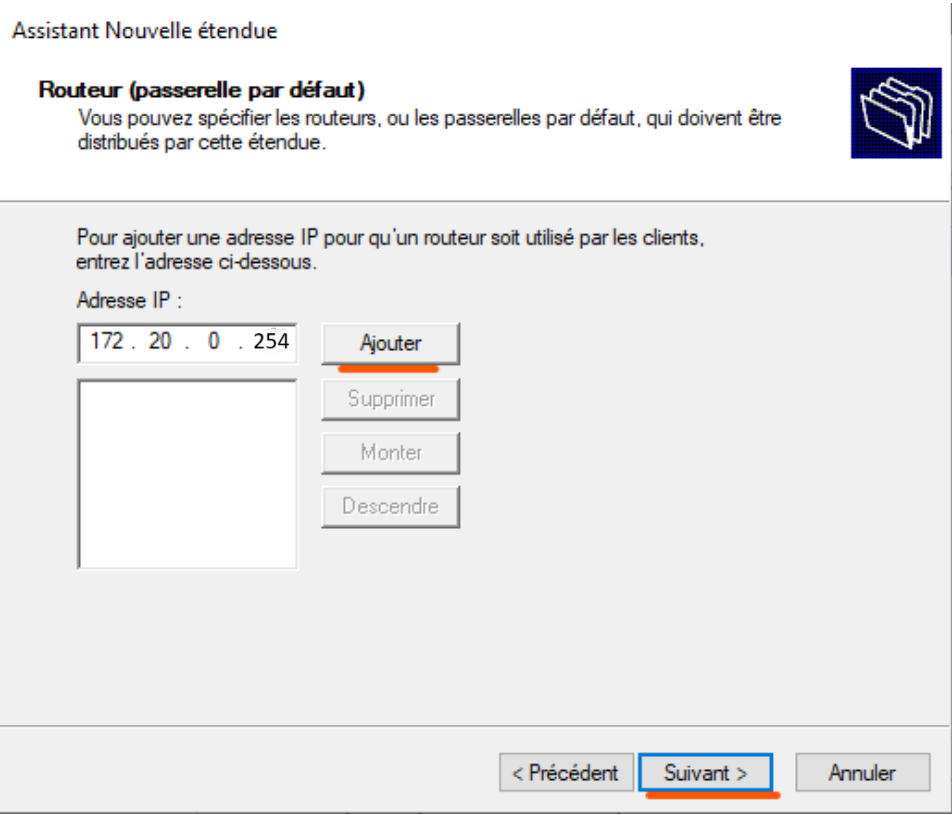 Assistant Nouvelle étendue
Routeur (passerelle par défaut)
Vous pouvez spécifier les routeurs, ou les passerelles par défaut, qui doivent être
distribués par cette étendue.
Pour ajouter une adresse IP pour qu'un routeur soit utilisé par les clients,
entrez l'adresse ci-dessous.
Adresse IP :
172 . 20 . 0 . 254
Ajouter
Supprimer
Monter
Descendre
< Précédent
Suivant >
Annuler